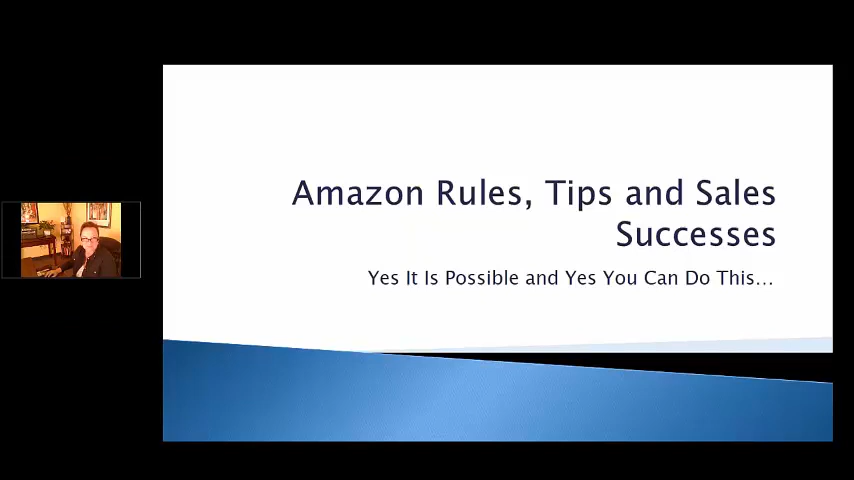 Amazon Rules, Tips and Sales
Successes
Yes It Is Possible and Yes You Can Do This...